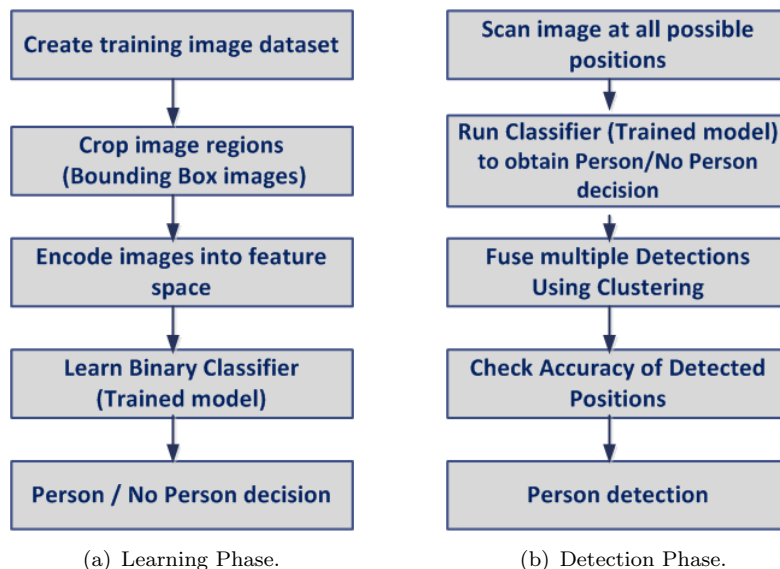 Create training image dataset
Crop image regions
(Bounding Box images)
Encode images into feature
space
Learn Binary Classifier
(Trained model)
Person / No Person decision
(a) Learning Phase.
Scan image at all possible
positions
Run Classifier (Trained model)
to obtain Person/No Person
decision
Fuse multiple Detections
Using Clustering
Check Accuracy of Detected
Positions
Person detection
(b) Detection Phase.